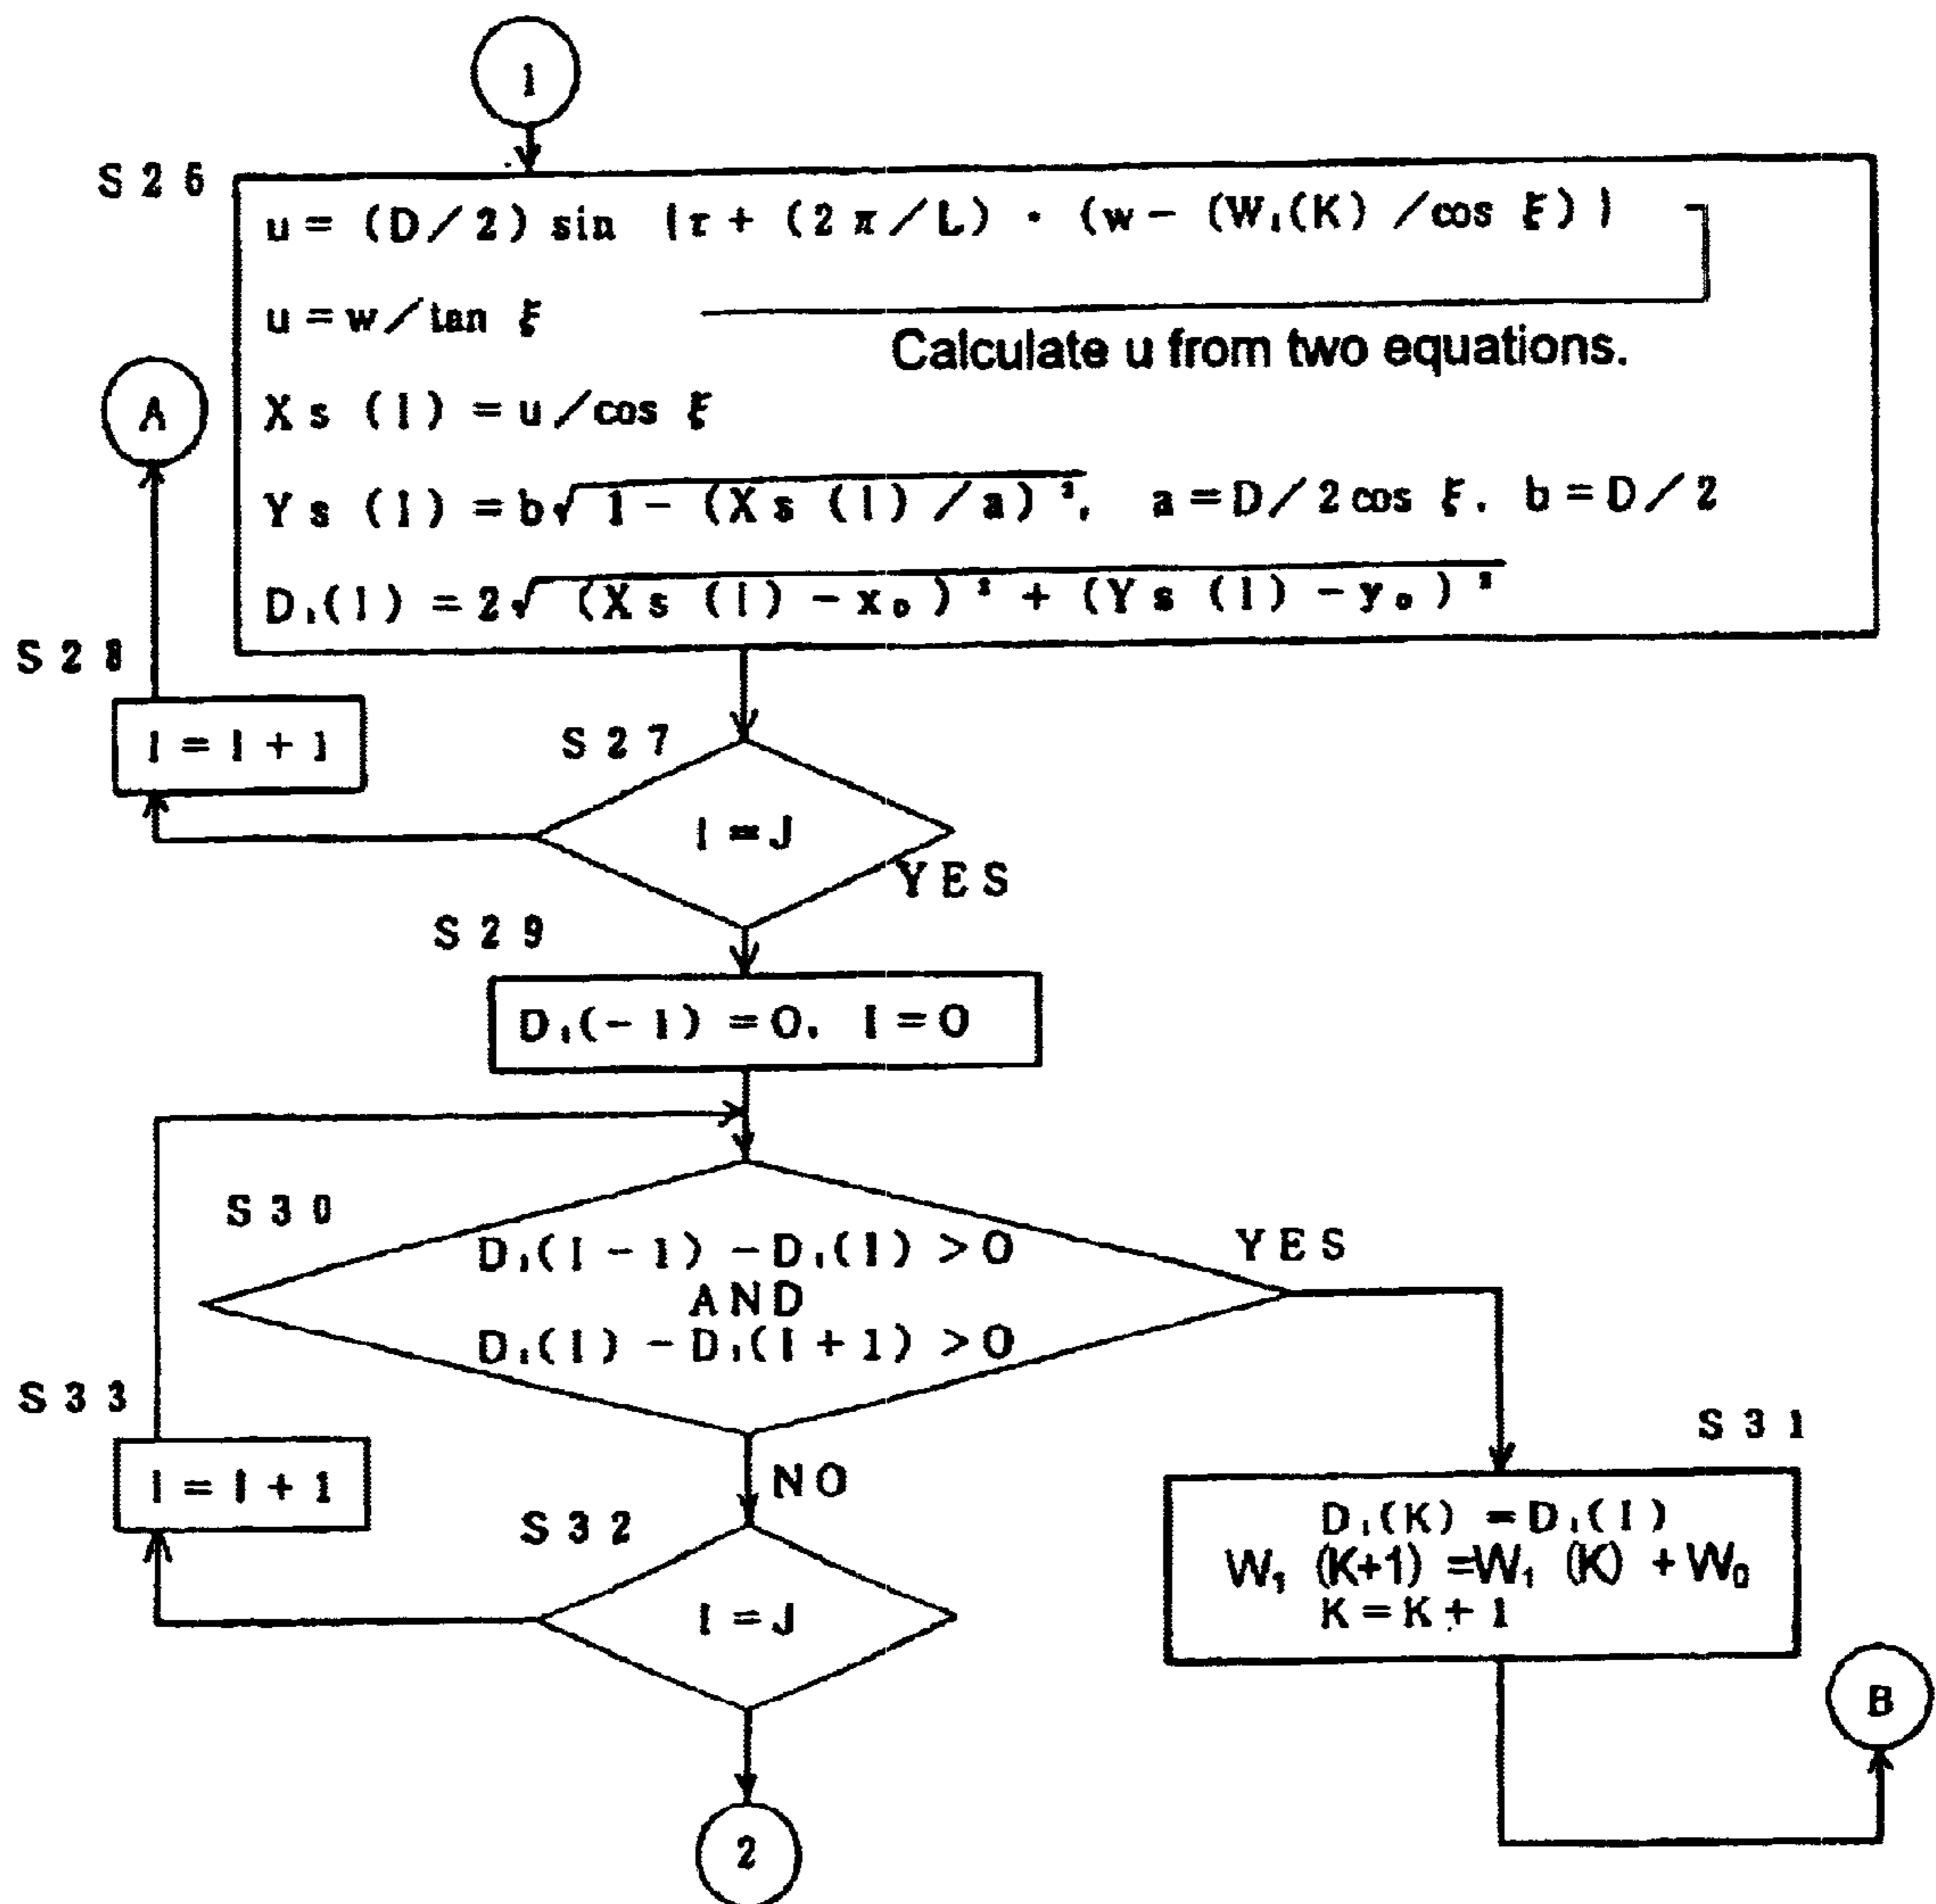 1
S26
u = (D/2) sin {r + (2π/L) · (w − (W₁(K) /cos ξ) }
u = w/tan ξ
Calculate u from two equations.
A
Xs (I) = u/cos ξ
Ys (I) = b√1 − (Xs (I) /a)², a = D/2 cos ξ. b = D/2
D₁(I) = 2√(Xs (I) − x₀)² + (Ys (I) − y₀)²
S28
I = I + 1
S27
I = J
YES
S29
D₁(−1) = 0. I = 0
S30
D₁(I − 1) − D₁(I) > 0
AND
D₁(I) − D₁(I + 1) > 0
YES
S33
I = I + 1
NO
S31
D₁(K) = D₁(I)
W₁ (K+1) =W₁ (K) +W₀
K = K + 1
S32
I = J
B
2